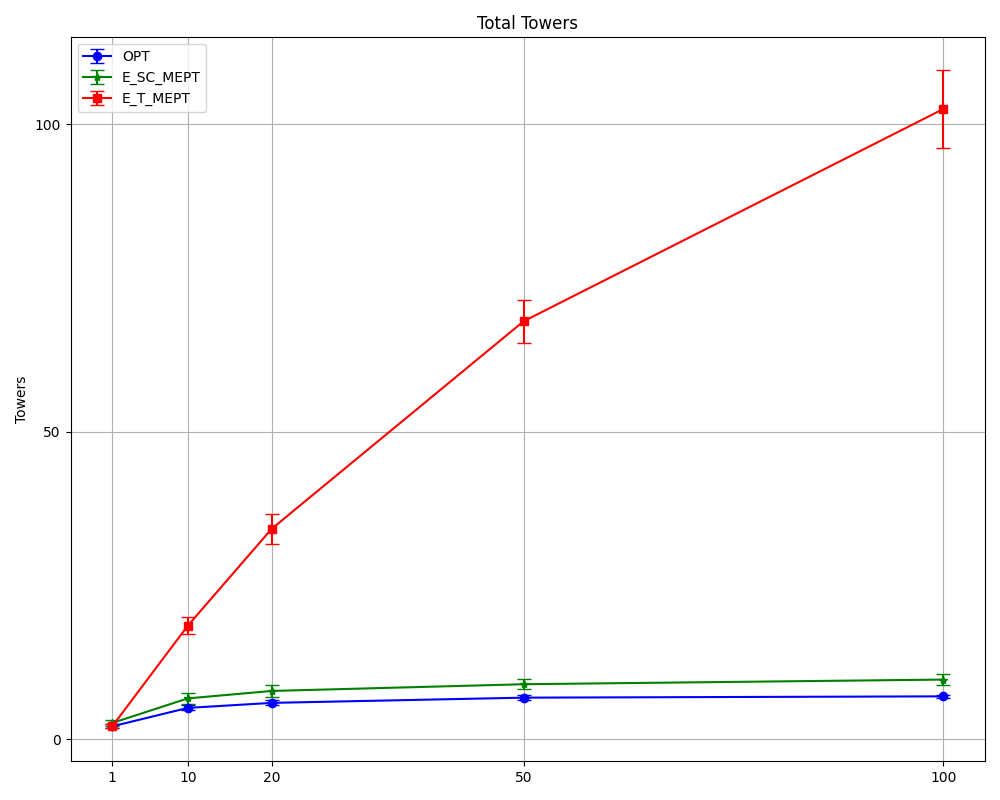 Total Towers
OPT
E_SC_MEPT
E_T_MEPT
100
50
0
Towers
1 10 20 50 100